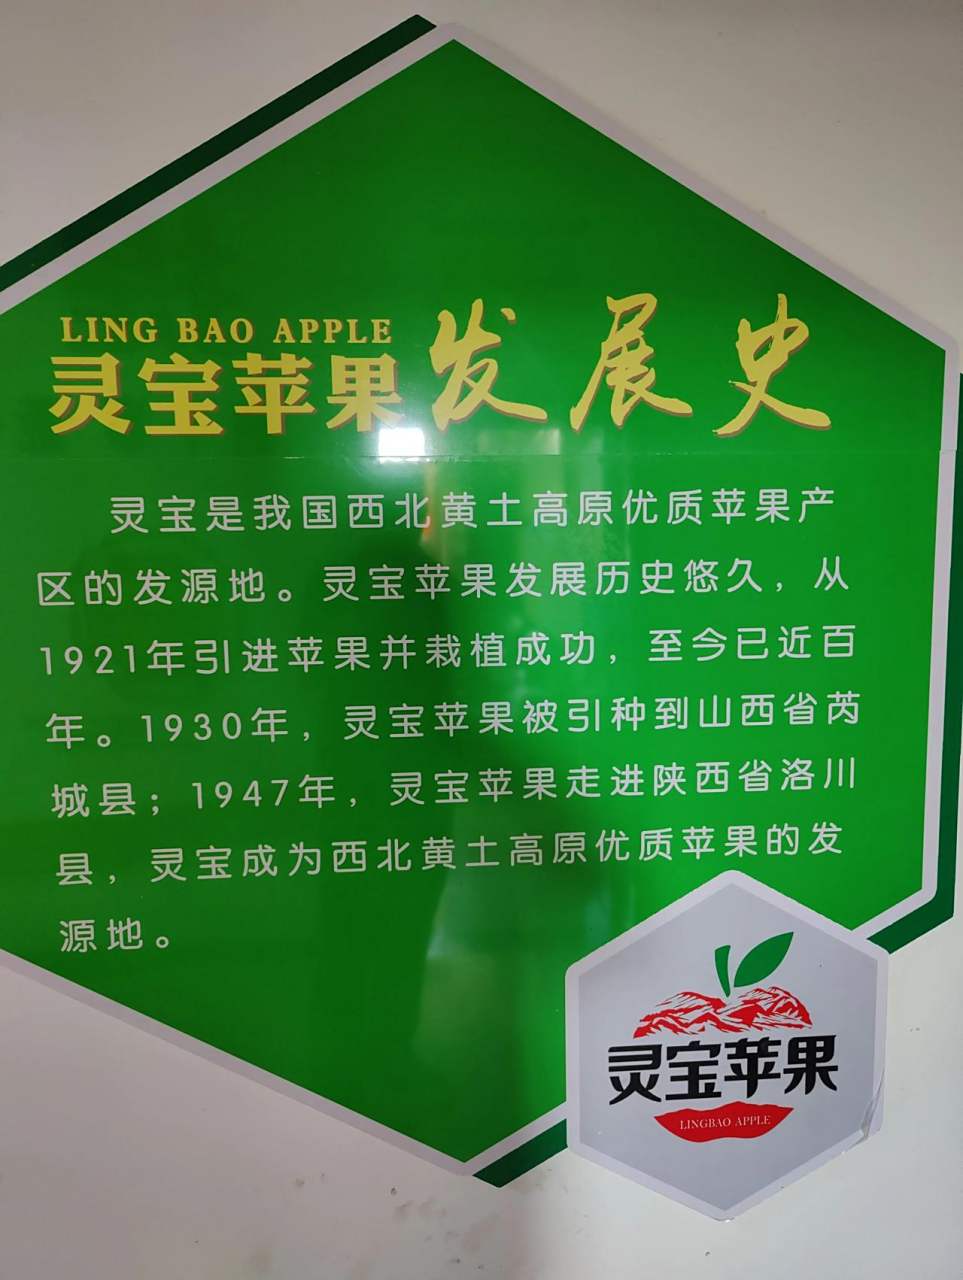 LING BAO APPLE
灵宝苹果发展史
灵宝是我国西北黄土高原优质苹果产
区的发源地。灵宝苹果发展历史悠久，从
1921年引进苹果并栽植成功，至今已近百
年。1930年，灵宝苹果被引种到山西省芮
城县；1947年，灵宝苹果走进陕西省洛川
县，灵宝成为西北黄土高原优质苹果的发
源地。
灵宝苹果
LINGBAO APPLE